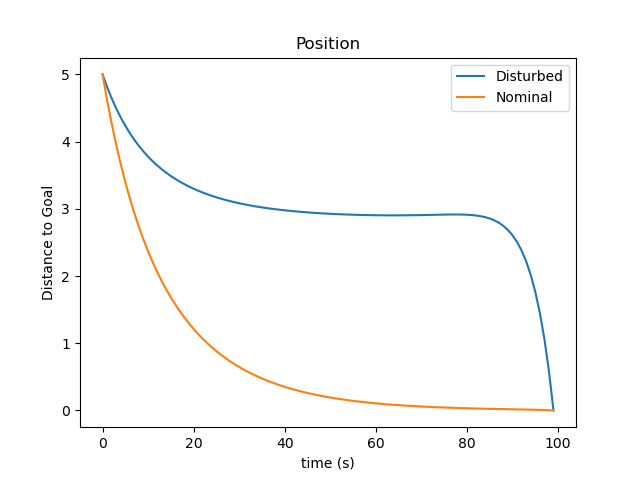 Position
Disturbed
Nominal
Distance to Goal
5
4
3
2
1
0
0 20 40 60 80 100
time (s)